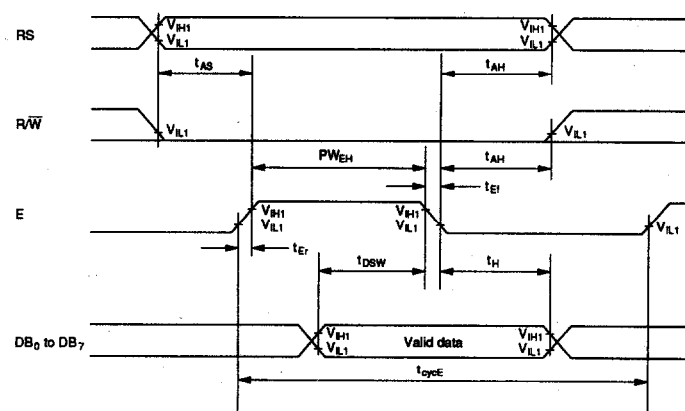 RS
VIH1
VIL1
VIH1
VIL1
tAS
tAH
R/W̅
VIL1
VIL1
PWEH
tAH
tEf
E
VIH1
VIL1
VIH1
VIL1
VIL1
tEr
tDSW
tH
DB0 to DB7
VIH1
VIL1
Valid data
VIH1
VIL1
tcycE